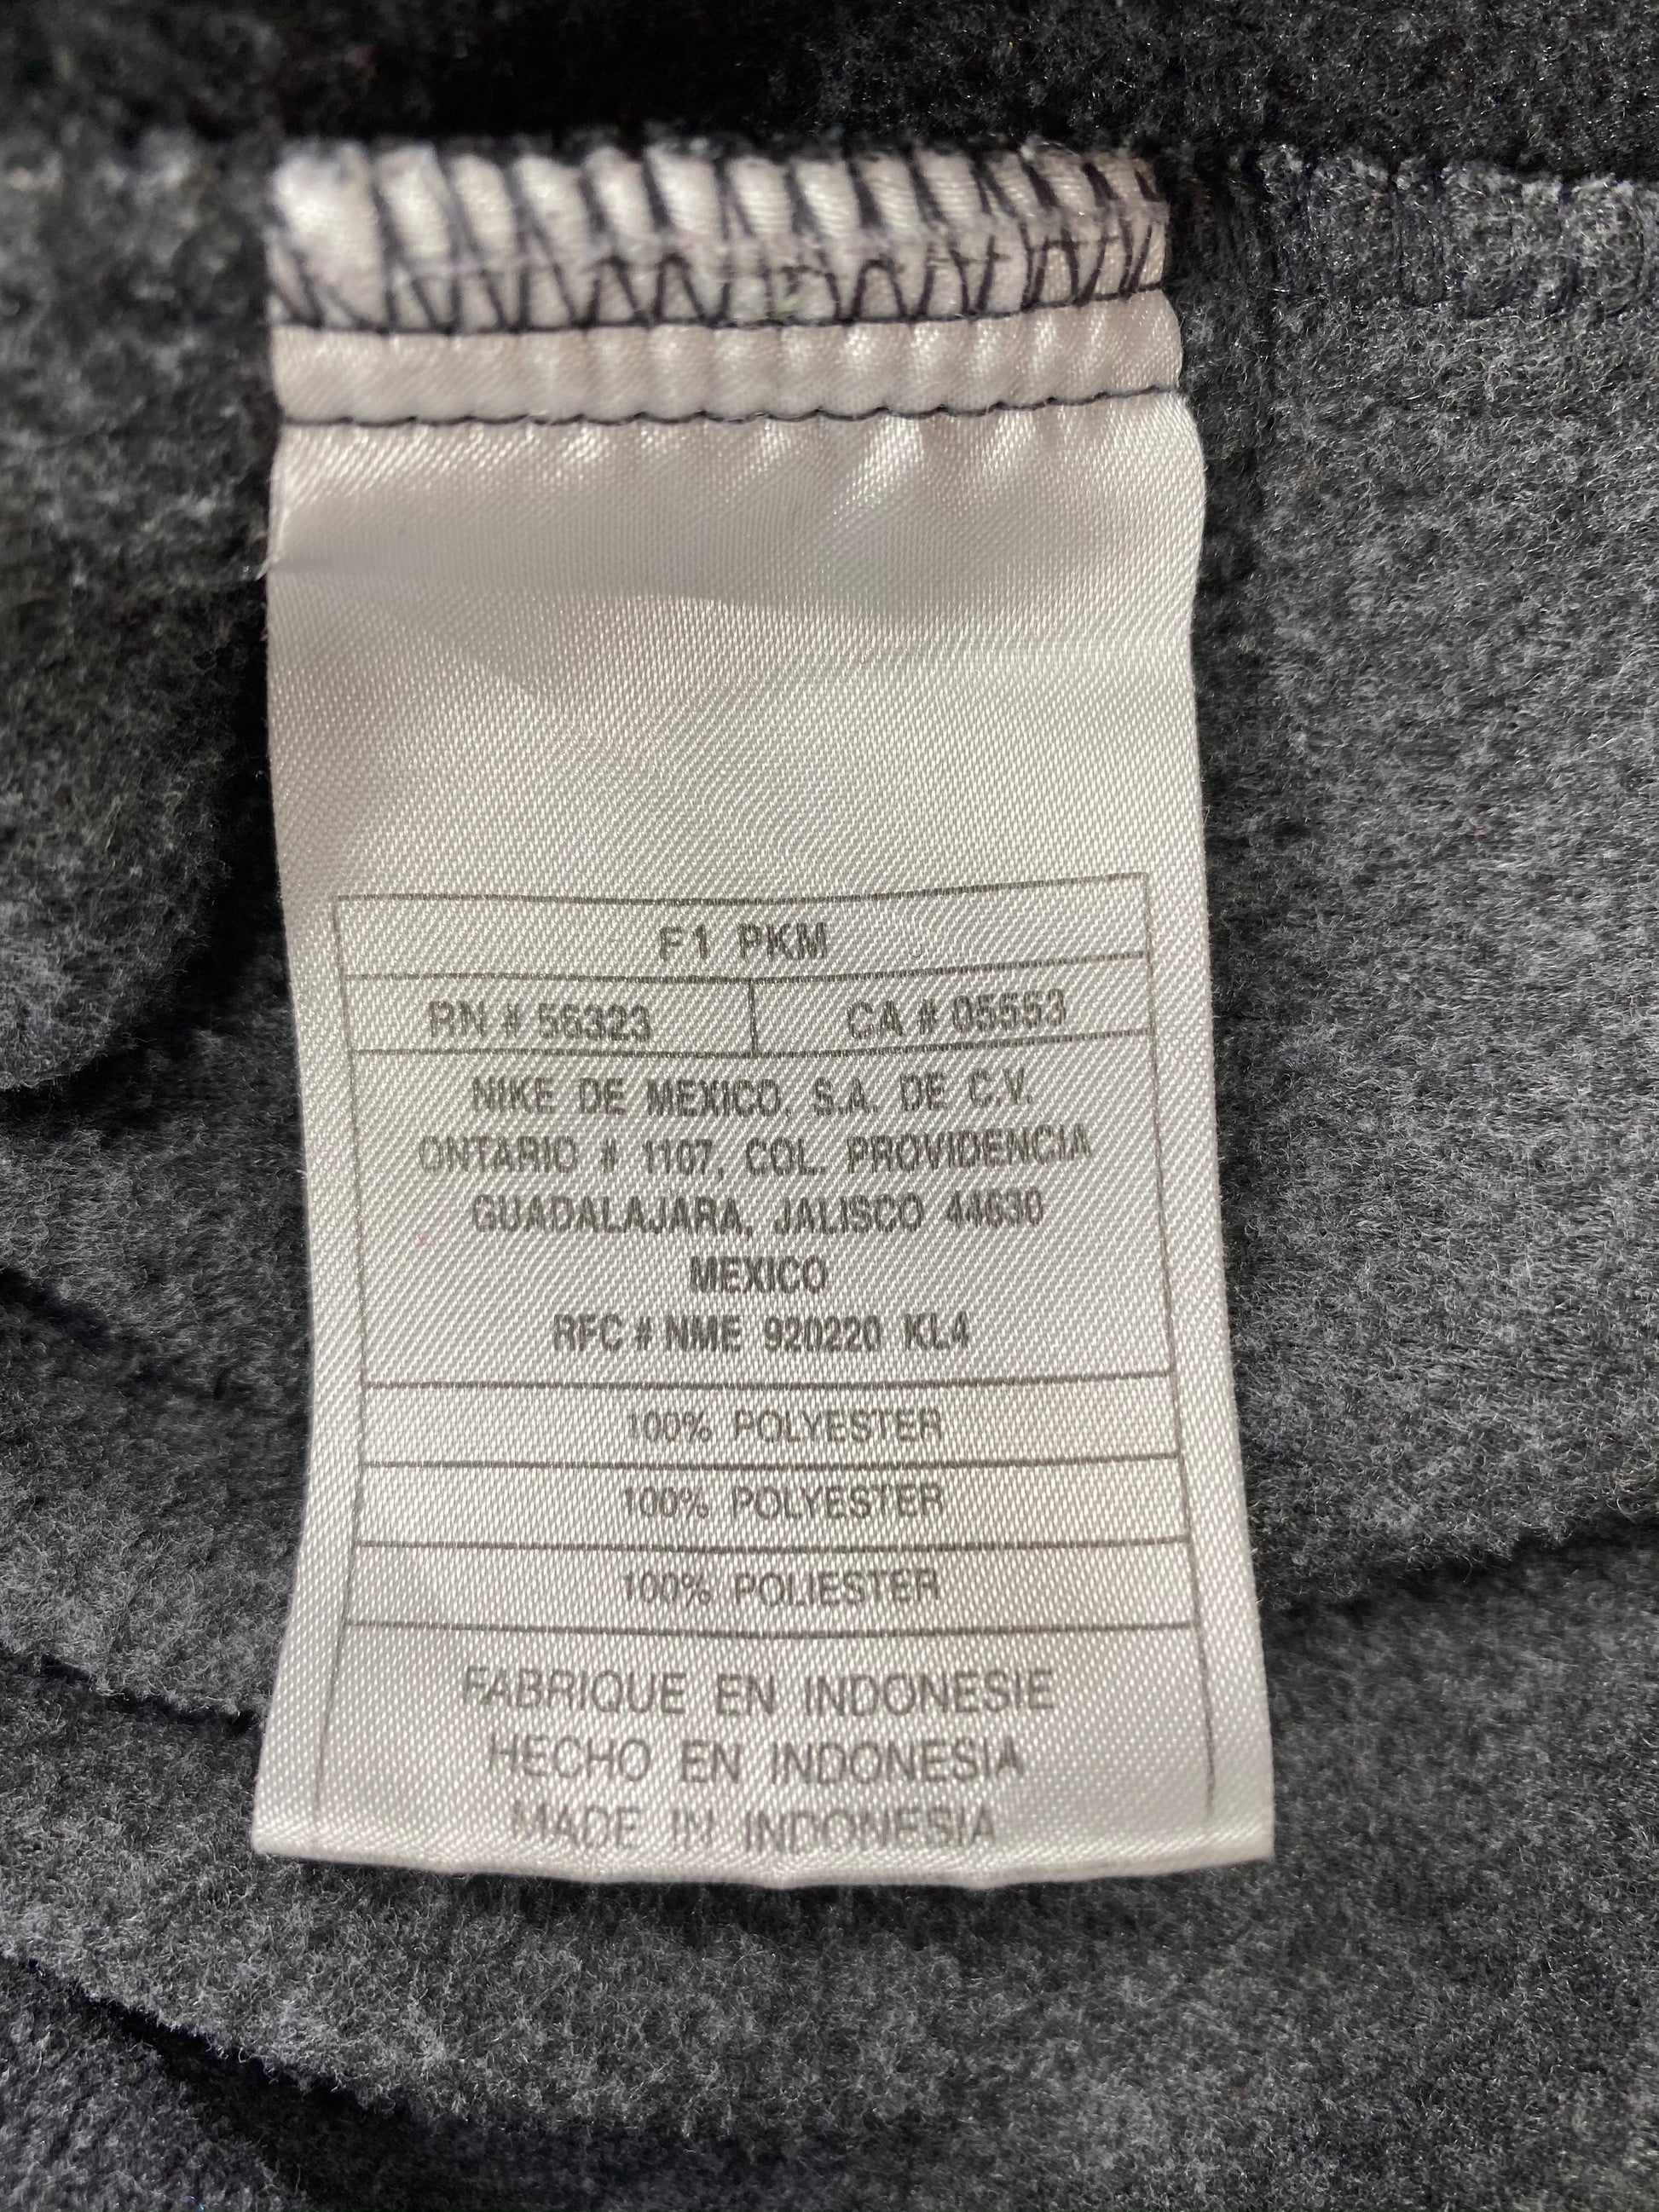 F1 PKM
RN # 56323 CA # 05553
NIKE DE MEXICO, S.A. DE C.V.
ONTARIO # 1107, COL. PROVIDENCIA
GUADALAJARA, JALISCO 44630
MEXICO
RFC # NME 920220 KL4
100% POLYESTER
100% POLYESTER
100% POLIESTER
FABRIQUE EN INDONESIE
HECHO EN INDONESIA
MADE IN INDONESIA